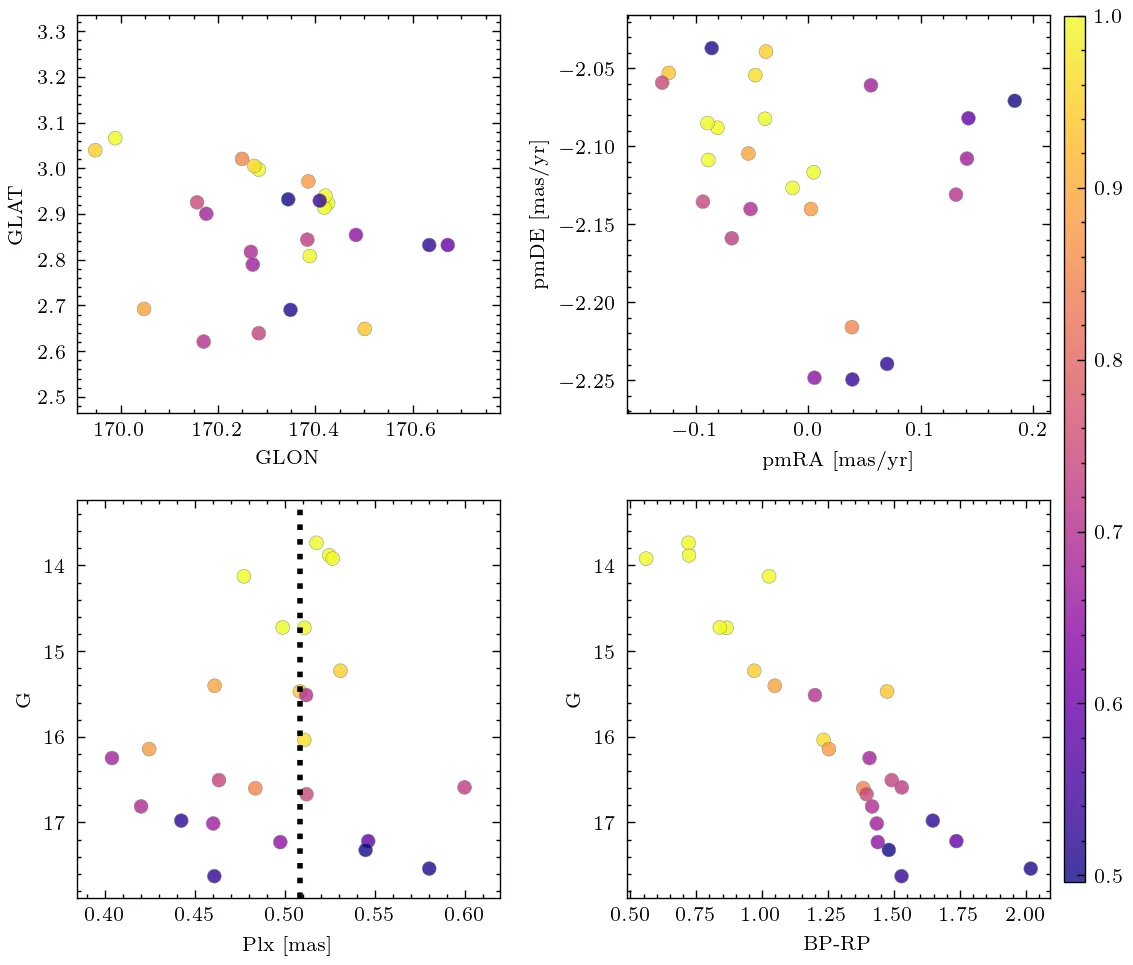 3.3
3.2
3.1
3.0
2.9
2.8
2.7
2.6
2.5
GLAT
170.0 170.2 170.4 170.6
GLON
−2.05
−2.10
−2.15
−2.20
−2.25
pmDE [mas/yr]
−0.1 0.0 0.1 0.2
pmRA [mas/yr]
1.0
0.9
0.8
0.7
0.6
0.5
14
15
16
17
G
0.40 0.45 0.50 0.55 0.60
Plx [mas]
14
15
16
17
G
0.50 0.75 1.00 1.25 1.50 1.75 2.00
BP-RP